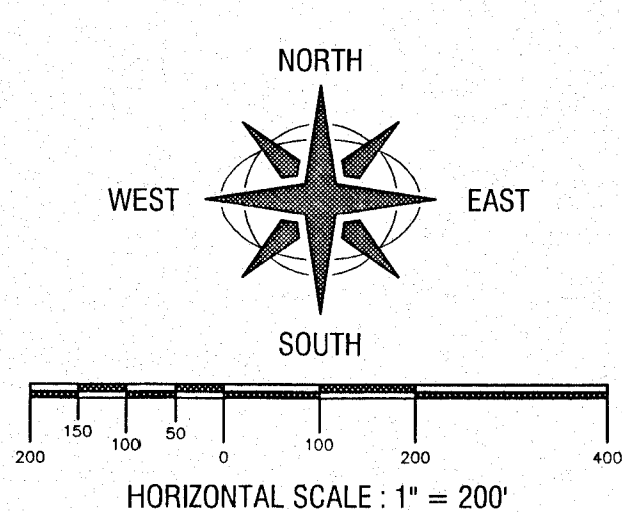 NORTH
WEST EAST
SOUTH
200 150 100 50 0 100 200 400
HORIZONTAL SCALE : 1" = 200'